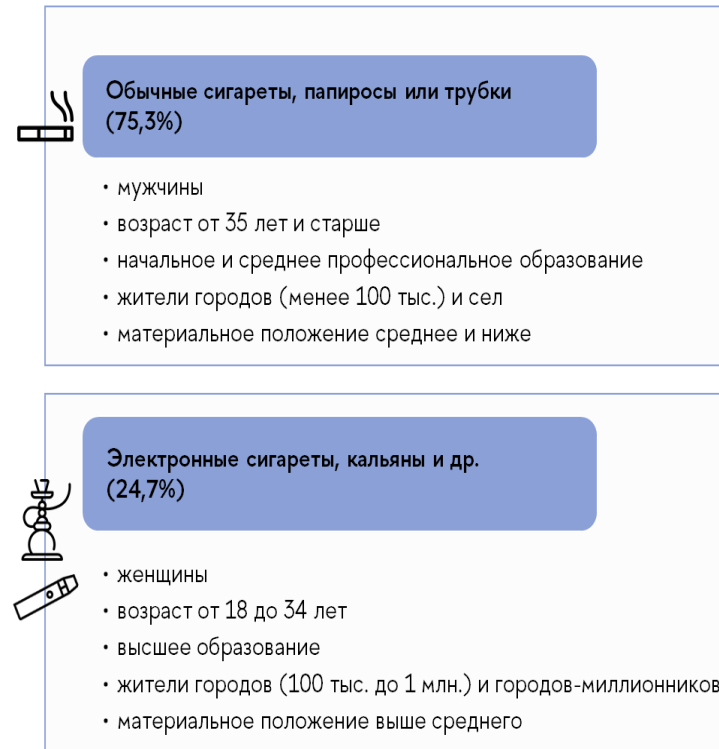 Обычные сигареты, папиросы или трубки
(75,3%)
• мужчины
• возраст от 35 лет и старше
• начальное и среднее профессиональное образование
• жители городов (менее 100 тыс.) и сел
• материальное положение среднее и ниже
Электронные сигареты, кальяны и др.
(24,7%)
• женщины
• возраст от 18 до 34 лет
• высшее образование
• жители городов (100 тыс. до 1 млн.) и городов-миллионников
• материальное положение выше среднего